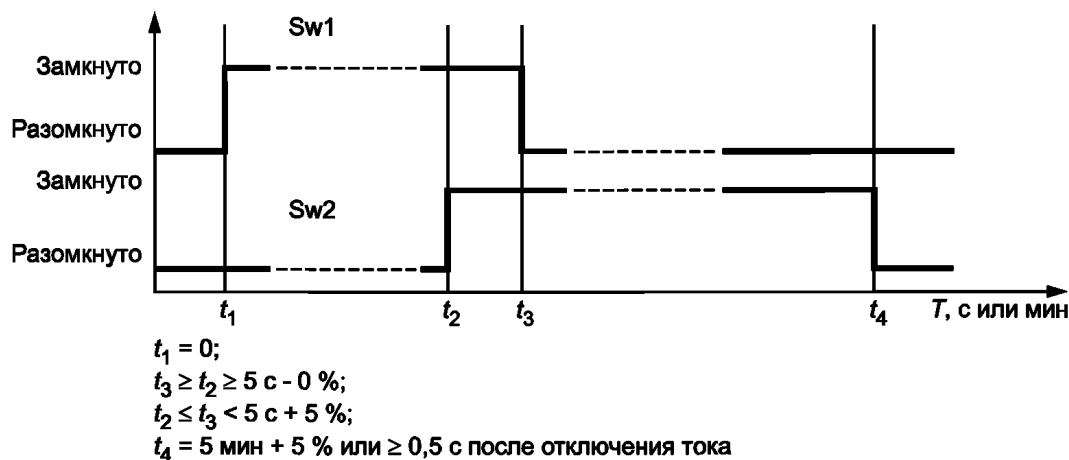 Sw1
Замкнуто
Разомкнуто
Замкнуто
Sw2
Разомкнуто
t1 t2 t3 t4 T, с или мин
t1 = 0;
t3 ≥ t2 ≥ 5 с - 0 %;
t2 ≤ t3 < 5 с + 5 %;
t4 = 5 мин + 5 % или ≥ 0,5 с после отключения тока